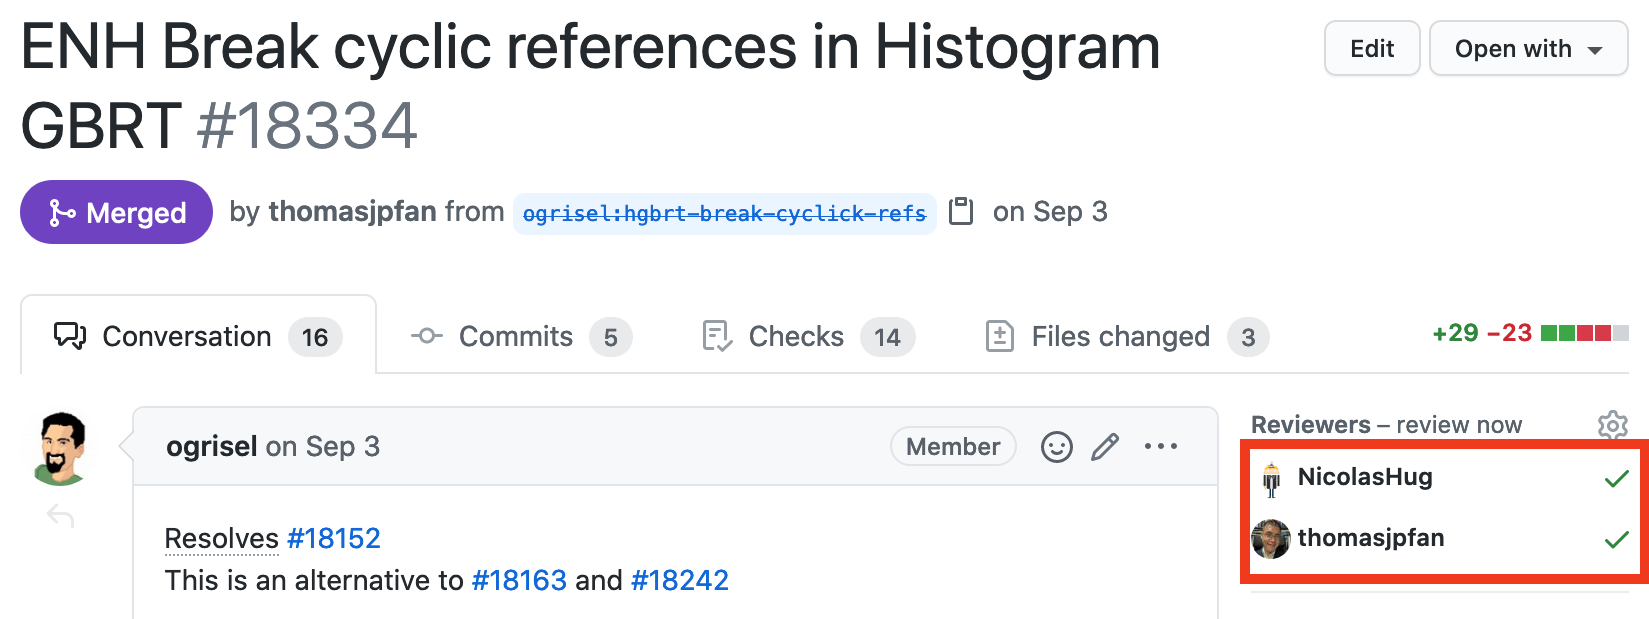 ENH Break cyclic references in Histogram
GBRT #18334
Edit
Open with
Merged by thomasjpfan from ogrisel:hgbrt-break-cyclick-refs on Sep 3
Conversation 16 Commits 5 Checks 14 Files changed 3 +29 −23
ogrisel on Sep 3 Member
Resolves #18152
This is an alternative to #18163 and #18242
Reviewers – review now
NicolasHug
thomasjpfan